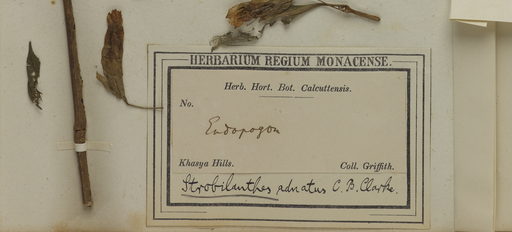 HERBARIUM REGIUM MONACENSE.
Herb. Hort. Bot. Calcuttensis.
No.
Endopogon
Khasya Hills. Coll. Griffith.
Strobilanthes adnatus C. B. Clarke.